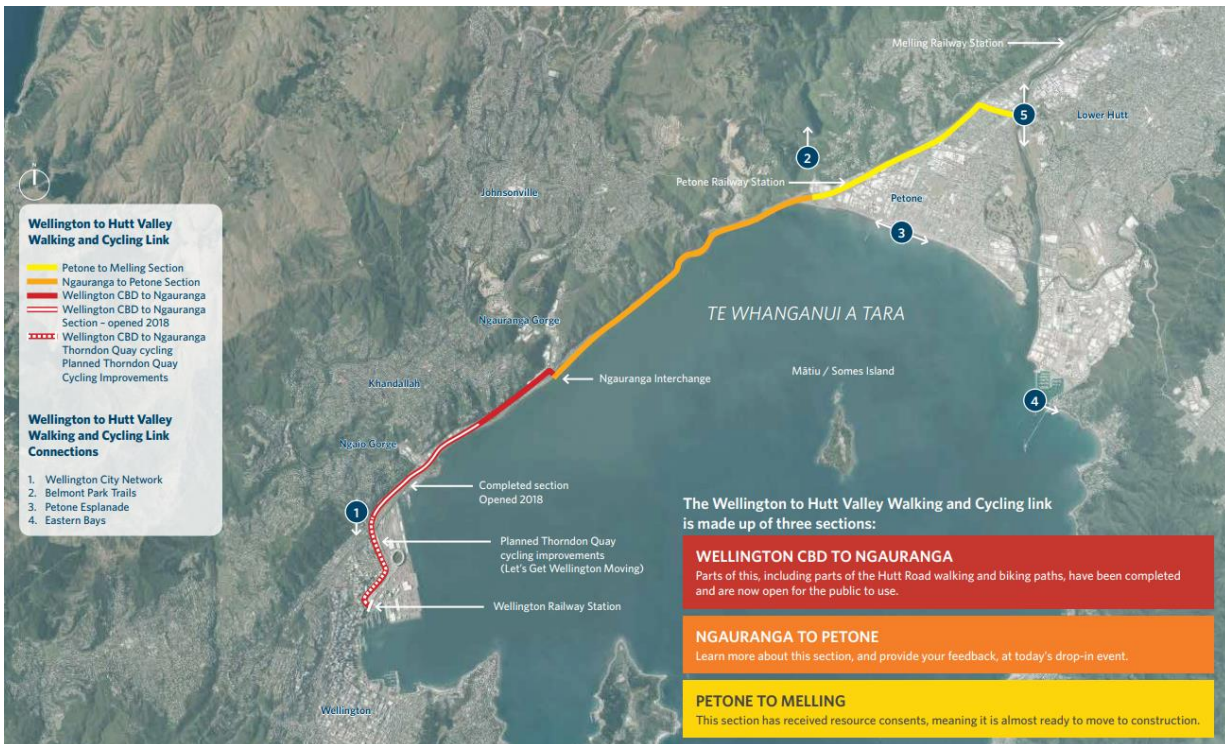 Melling Railway Station
5
Lower Hutt
2
Petone Railway Station
Petone
3
Johnsonville
N
Wellington to Hutt Valley
Walking and Cycling Link
Petone to Melling Section
Ngauranga to Petone Section
Wellington CBD to Ngauranga
Wellington CBD to Ngauranga
Section – opened 2018
Wellington CBD to Ngauranga
Thorndon Quay cycling
Planned Thorndon Quay
Cycling Improvements
Wellington to Hutt Valley
Walking and Cycling Link
Connections
1. Wellington City Network
2. Belmont Park Trails
3. Petone Esplanade
4. Eastern Bays
TE WHANGANUI A TARA
Ngauranga Gorge
Mātiu / Somes Island
Ngauranga Interchange
Khandallah
4
Ngaio Gorge
Completed section
Opened 2018
1
Planned Thorndon Quay
cycling improvements
(Let's Get Wellington Moving)
Wellington Railway Station
Wellington
The Wellington to Hutt Valley Walking and Cycling link
is made up of three sections:
WELLINGTON CBD TO NGAURANGA
Parts of this, including parts of the Hutt Road walking and biking paths, have been completed
and are now open for the public to use.
NGAURANGA TO PETONE
Learn more about this section, and provide your feedback, at today's drop-in event.
PETONE TO MELLING
This section has received resource consents, meaning it is almost ready to move to construction.